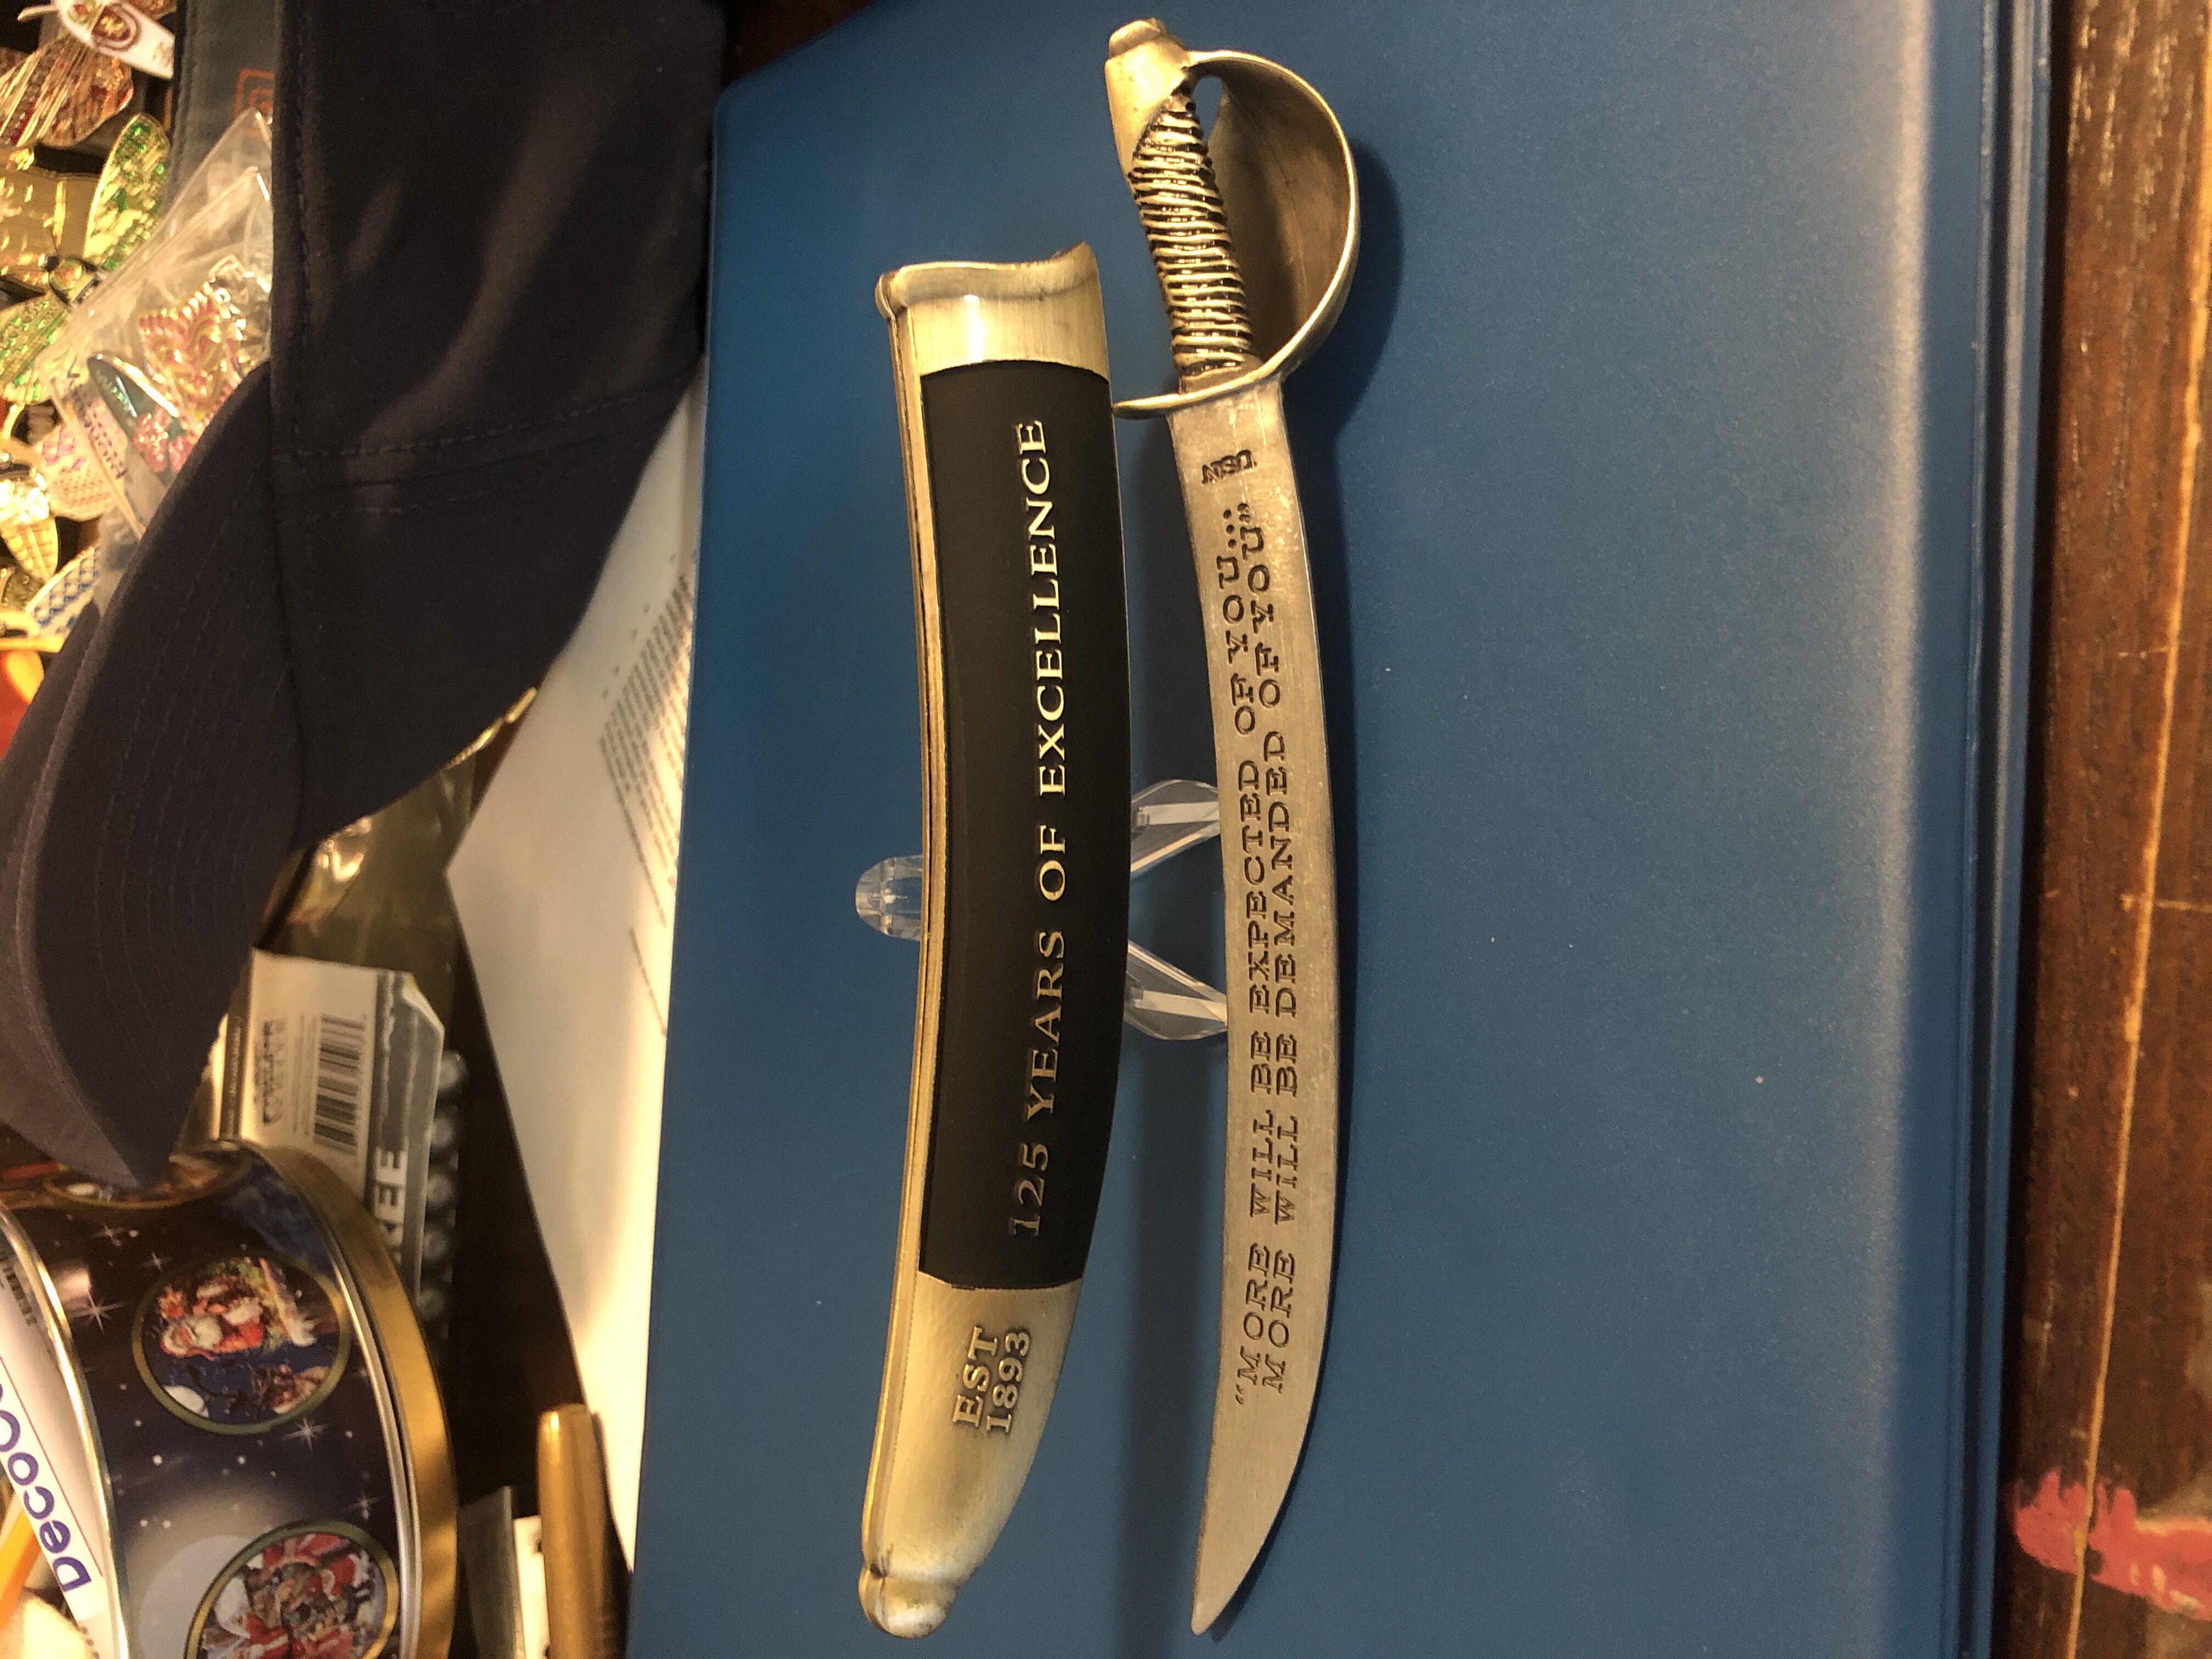 125 YEARS OF EXCELLENCE
EST
1893
USN
“MORE WILL BE EXPECTED OF YOU...
MORE WILL BE DEMANDED OF YOU”